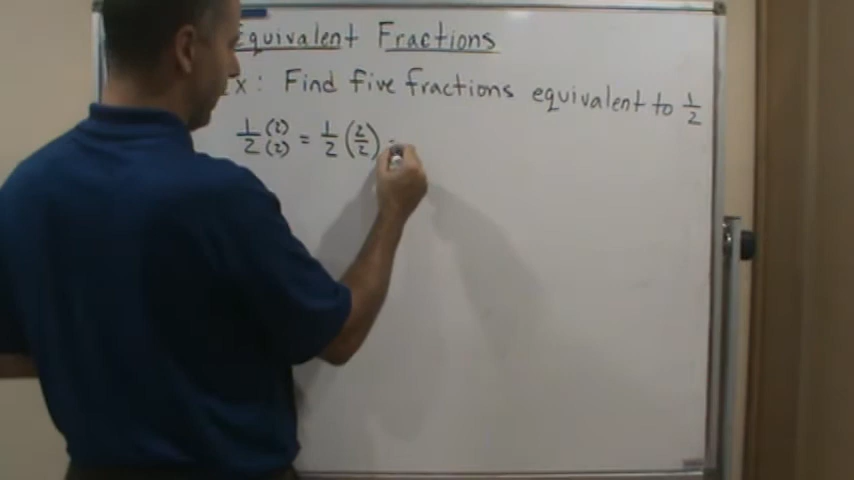 Equivalent Fractions
Ex: Find five fractions equivalent to 1/2
1(2)/2(2) = 1/2 (2/2)